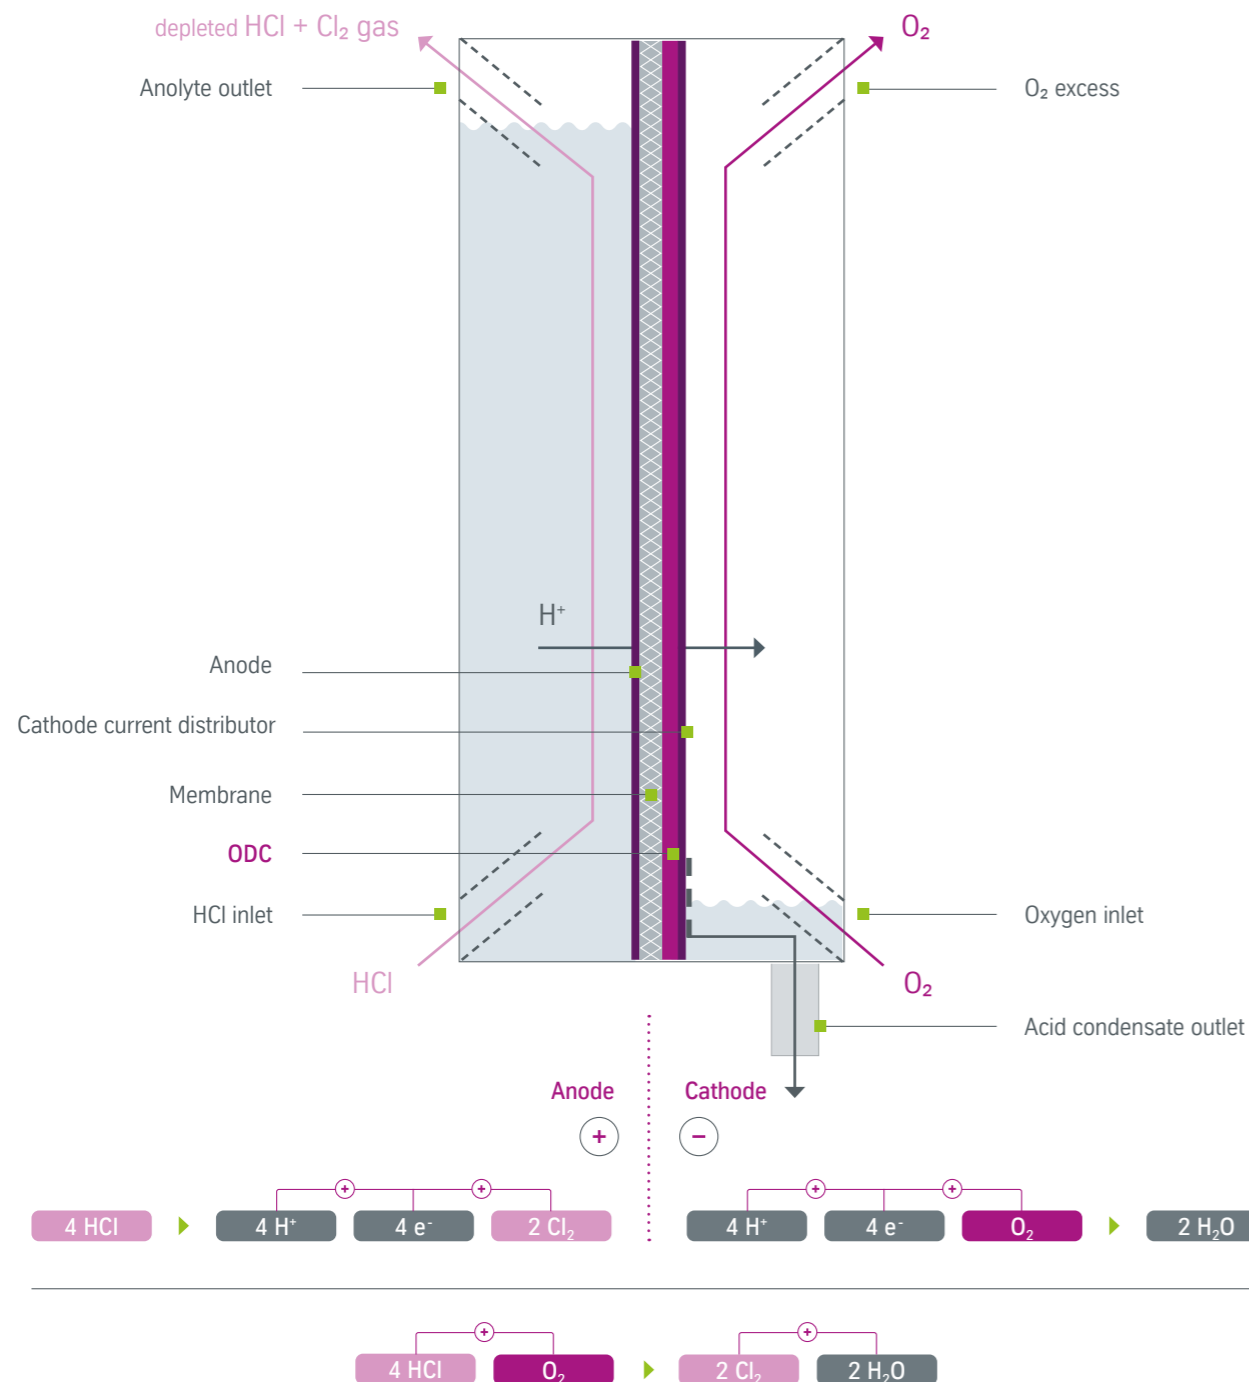 depleted HCl + Cl₂ gas
O₂
Anolyte outlet
O₂ excess
H⁺
Anode
Cathode current distributor
Membrane
ODC
HCl inlet
Oxygen inlet
HCl
O₂
Acid condensate outlet
Anode
Cathode
+
−
+
+
+
+
4 HCl
4 H⁺
4 e⁻
2 Cl₂
4 H⁺
4 e⁻
O₂
2 H₂O
+
+
4 HCl
O₂
2 Cl₂
2 H₂O